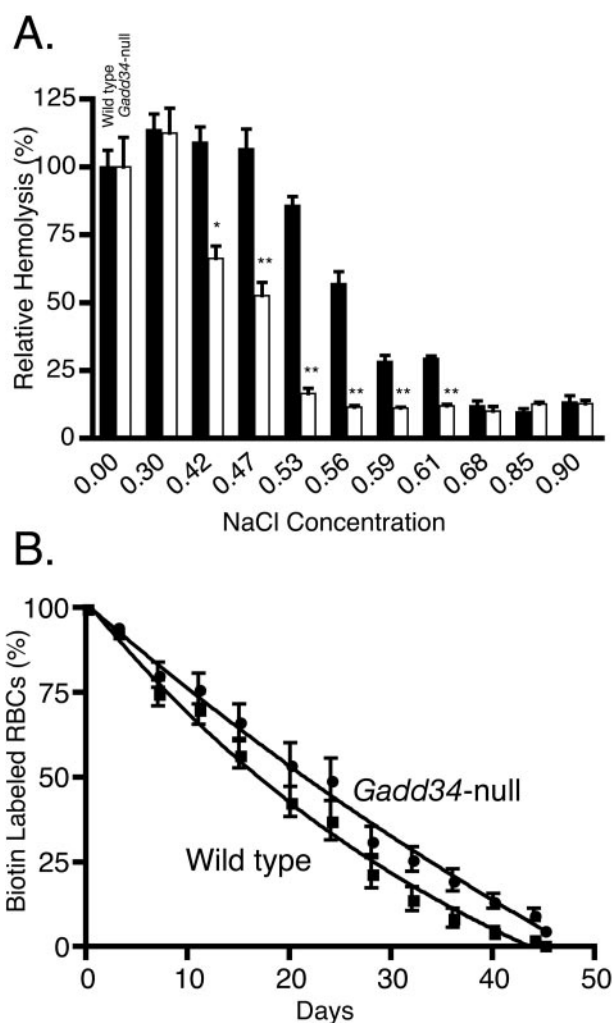 A.
Wild type
Gadd34-null
Relative Hemolysis (%)
125
100
75
50
25
0
*
**
**
**
**
**
0.00 0.30 0.42 0.47 0.53 0.56 0.59 0.61 0.68 0.85 0.90
NaCl Concentration
B.
Biotin Labeled RBCs (%)
100
75
50
25
0
Gadd34-null
Wild type
0 10 20 30 40 50
Days